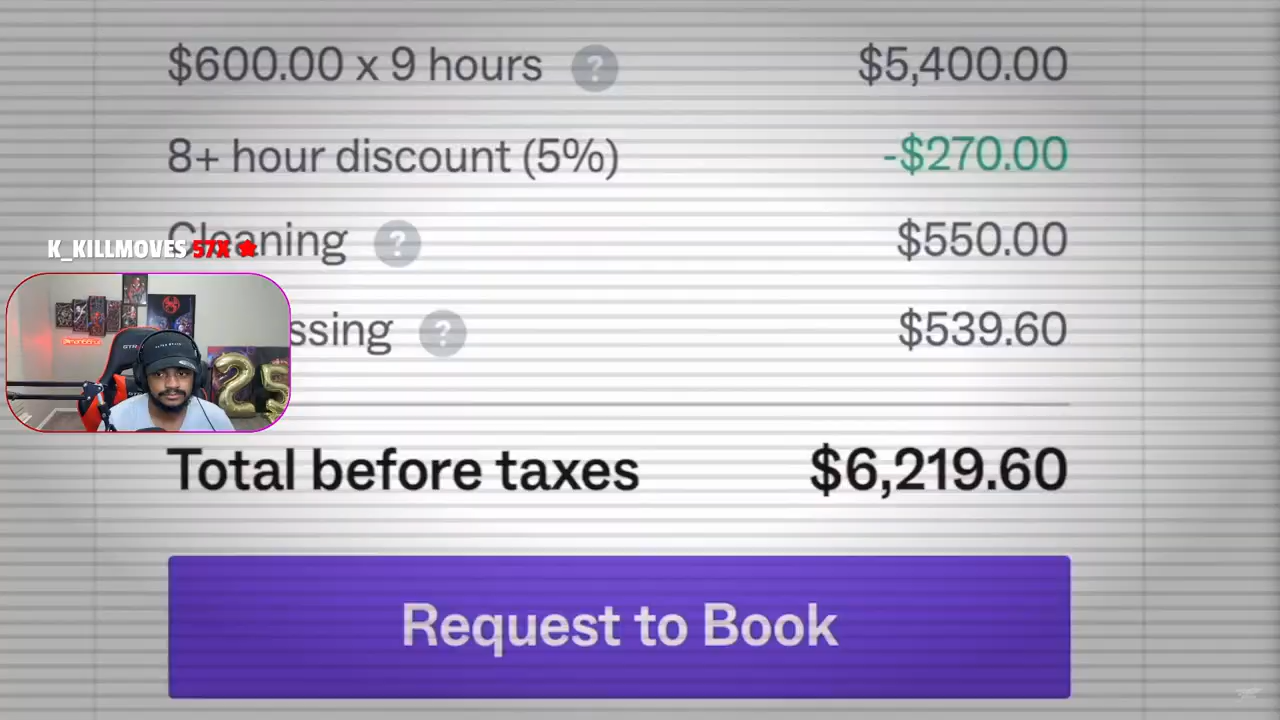 $600.00 x 9 hours ? $5,400.00
8+ hour discount (5%) -$270.00
Cleaning ? $550.00
K_KILLMOVES 57X
ssing ? $539.60
25
Total before taxes $6,219.60
Request to Book